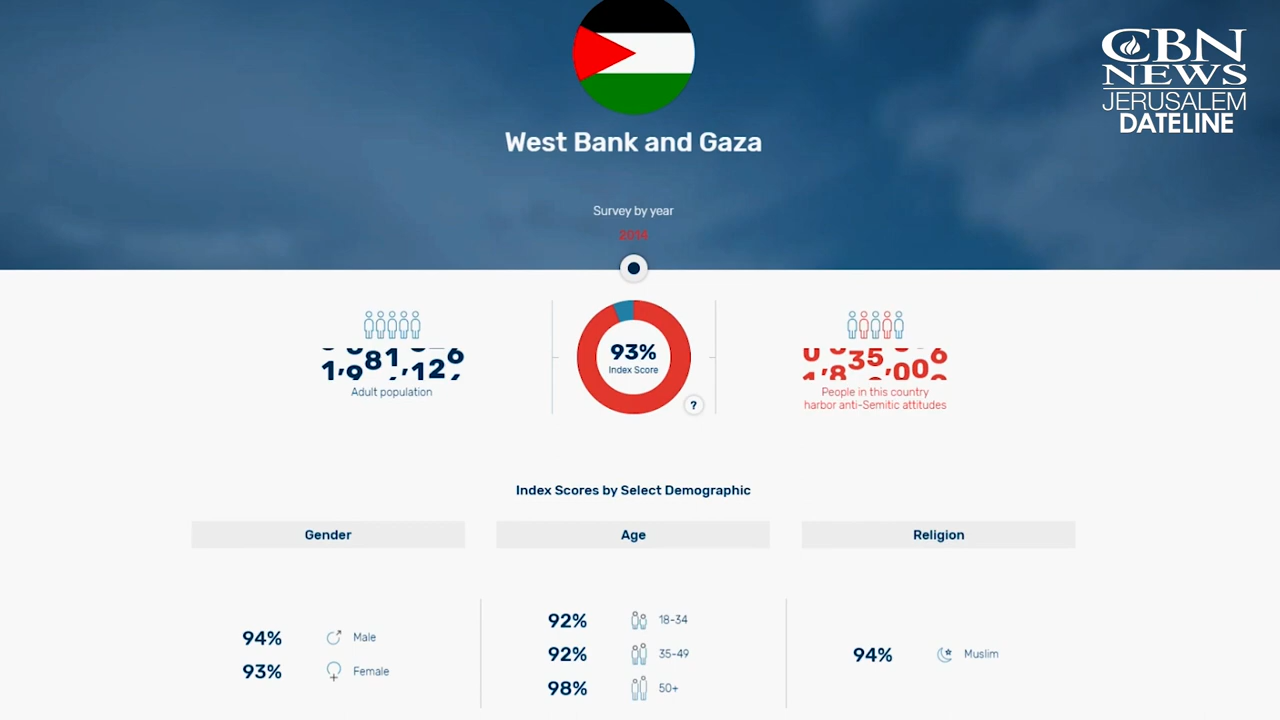 CBN
NEWS
JERUSALEM
DATELINE
West Bank and Gaza
Survey by year
2014
93%
Index Score
?
Adult population
People in this country
harbor anti-Semitic attitudes
Index Scores by Select Demographic
Gender
Age
Religion
94% Male
93% Female
92% 18-34
92% 35-49
98% 50+
94% Muslim